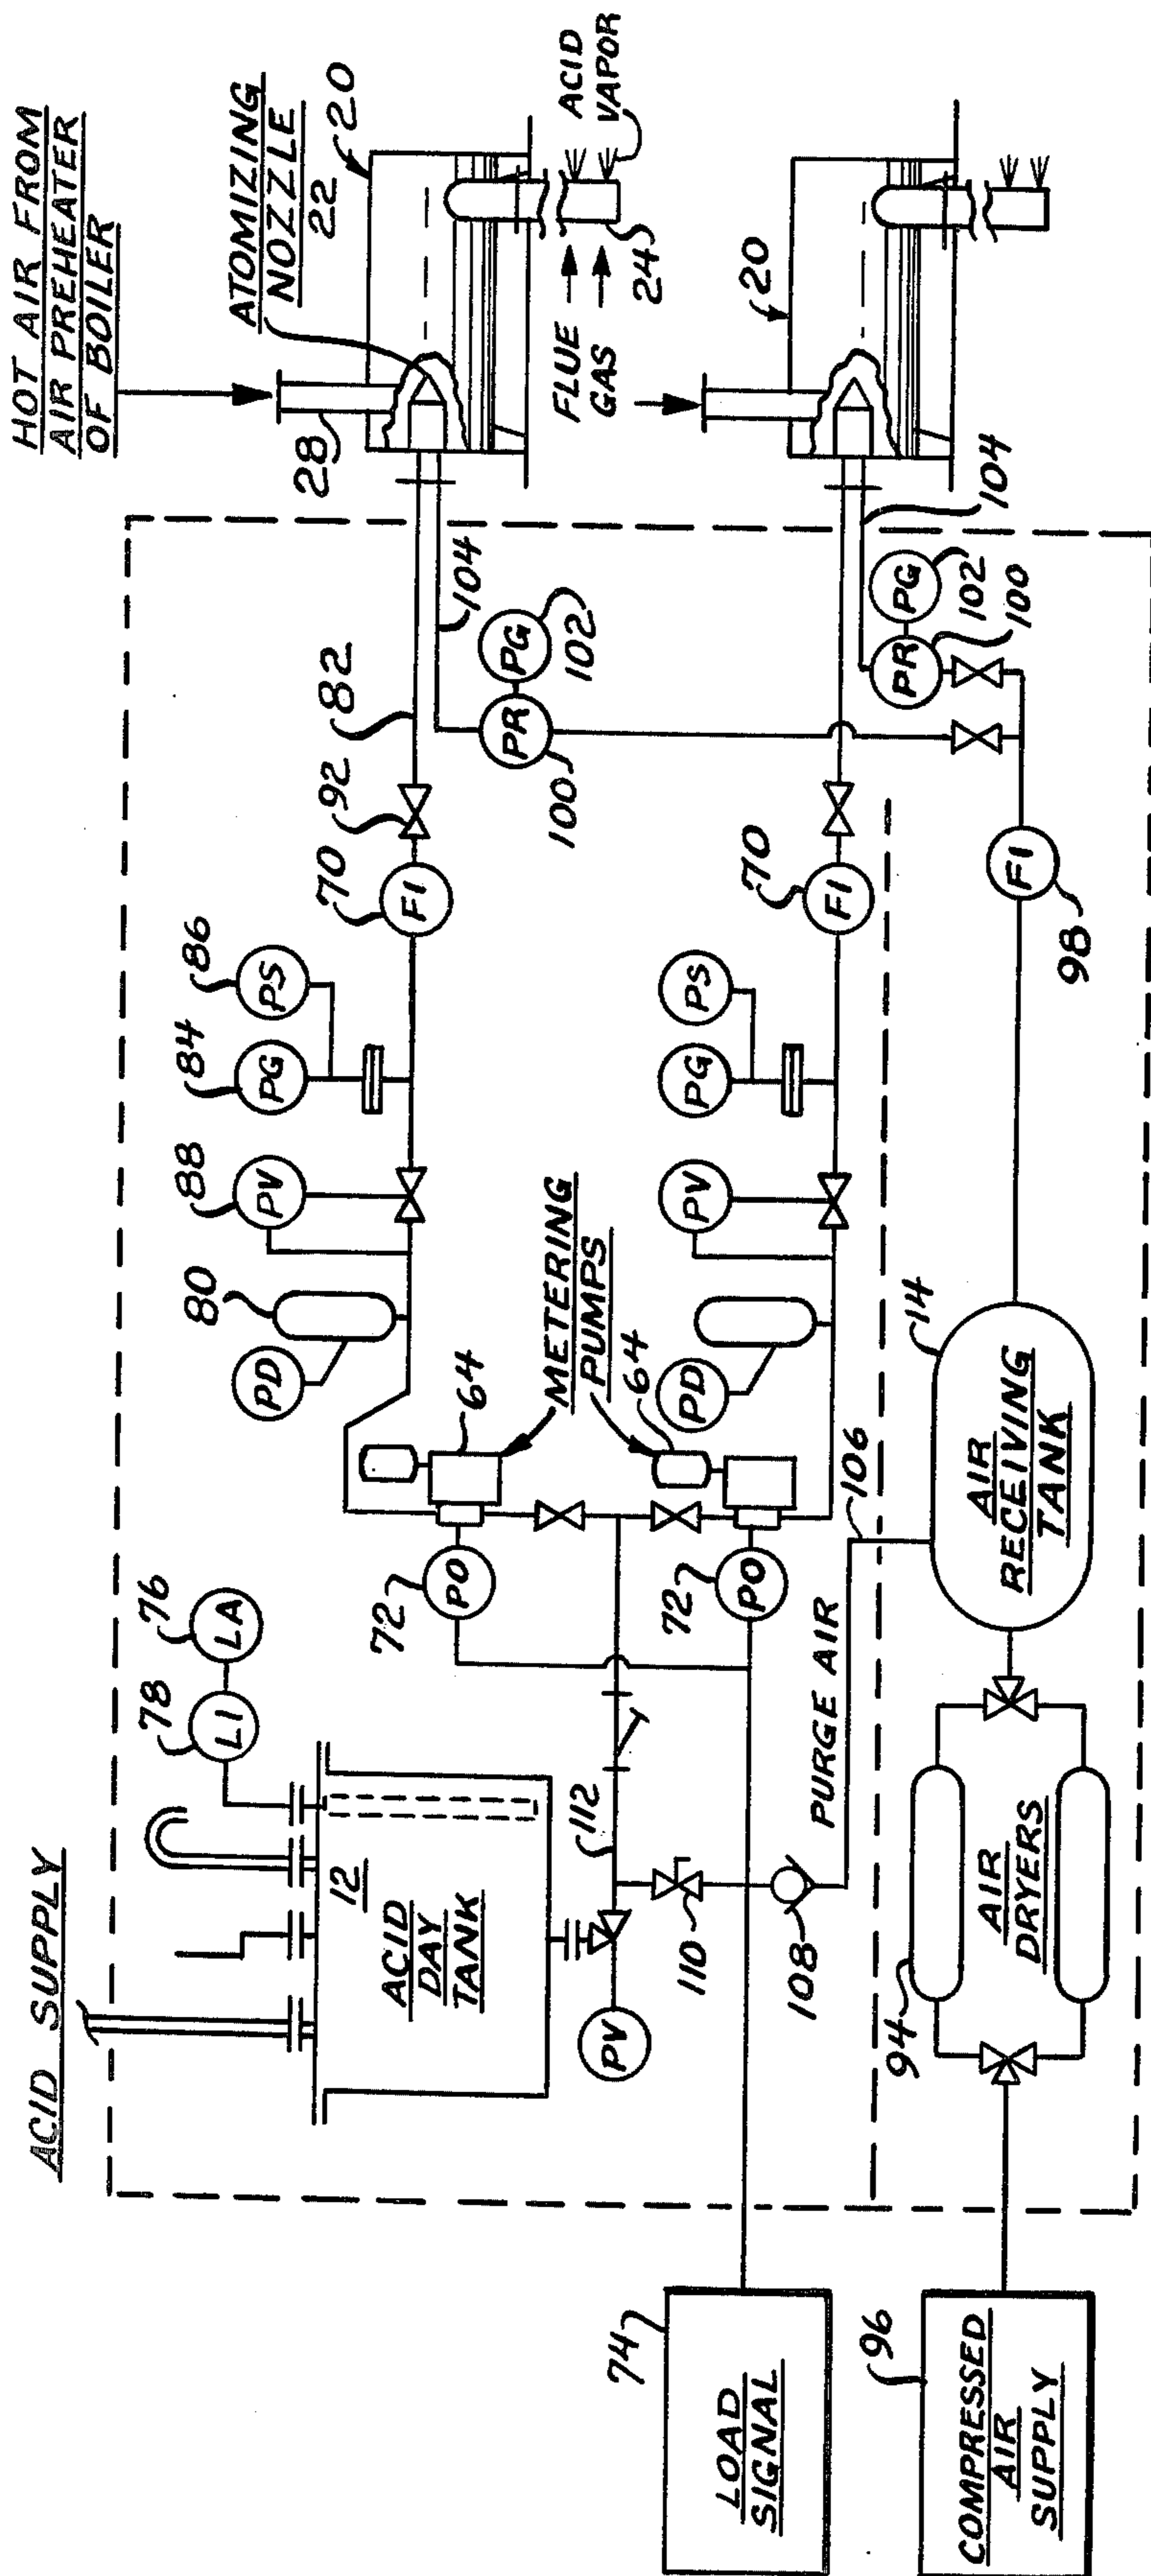 HOT AIR FROM
AIR PREHEATER
OF BOILER
ATOMIZING
NOZZLE
22
20
28
FLUE
GAS
24
ACID
VAPOR
20
104
104
PG
102
PR
100
PG
102
PR
100
82
92
70
FI
70
FI
FI
98
86
PS
84
PG
88
PV
80
PD
PS
PG
PV
PD
METERING
PUMPS
64
64
72
PO
72
PO
76
LA
78
LI
ACID SUPPLY
12
ACID
DAY
TANK
PV
112
110
108
PURGE AIR
106
14
AIR
RECEIVING
TANK
94
AIR
DRYERS
74
LOAD
SIGNAL
96
COMPRESSED
AIR
SUPPLY